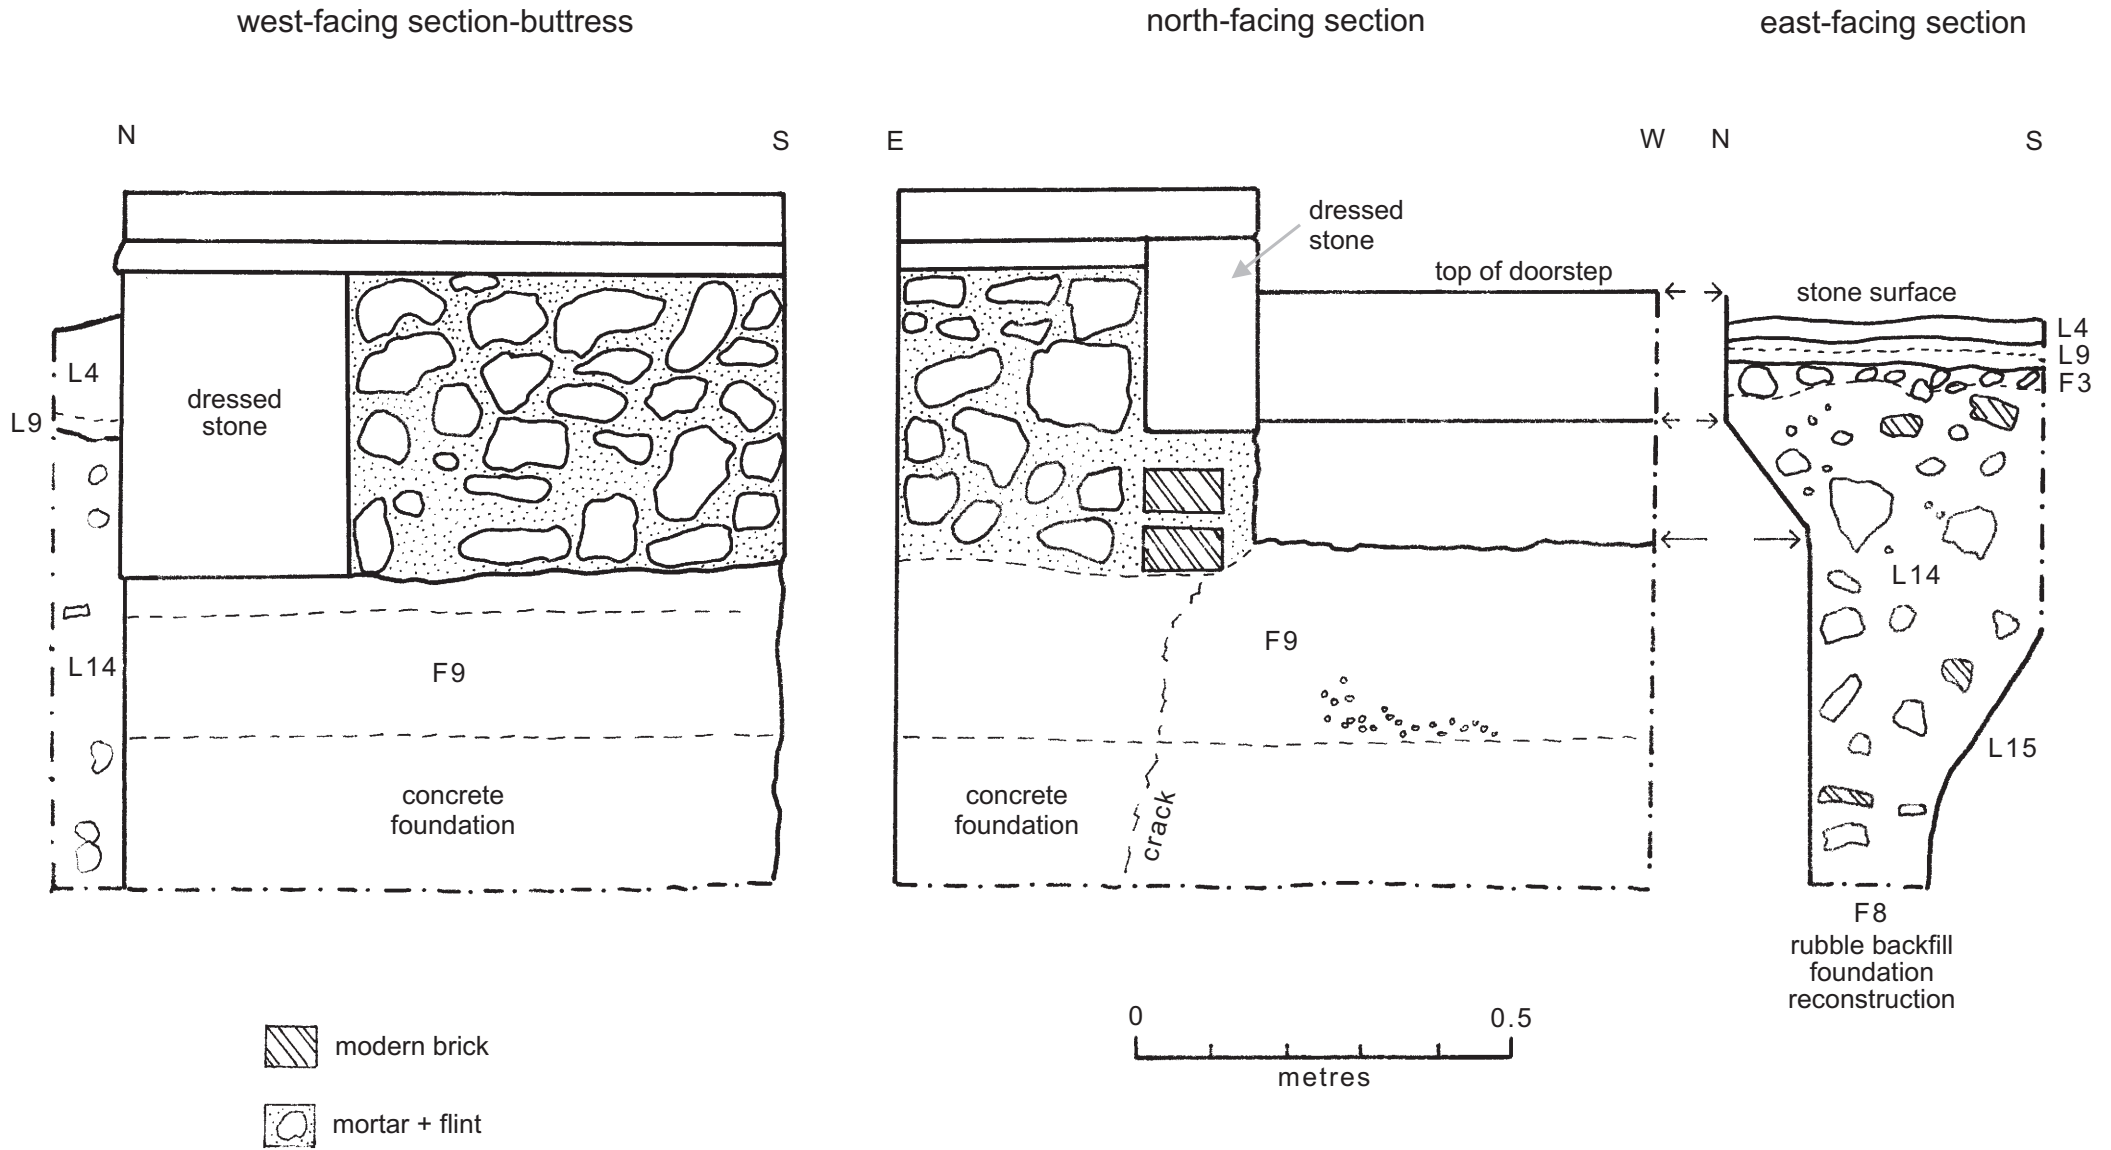 west-facing section-buttress
north-facing section
east-facing section
N
S
E
W
N
S
dressed
stone
top of doorstep
stone surface
L4
L9
F3
L4
L9
dressed
stone
L14
F9
concrete
foundation
F9
concrete
foundation
crack
L14
L15
F8
rubble backfill
foundation
reconstruction
0
0.5
metres
modern brick
mortar + flint